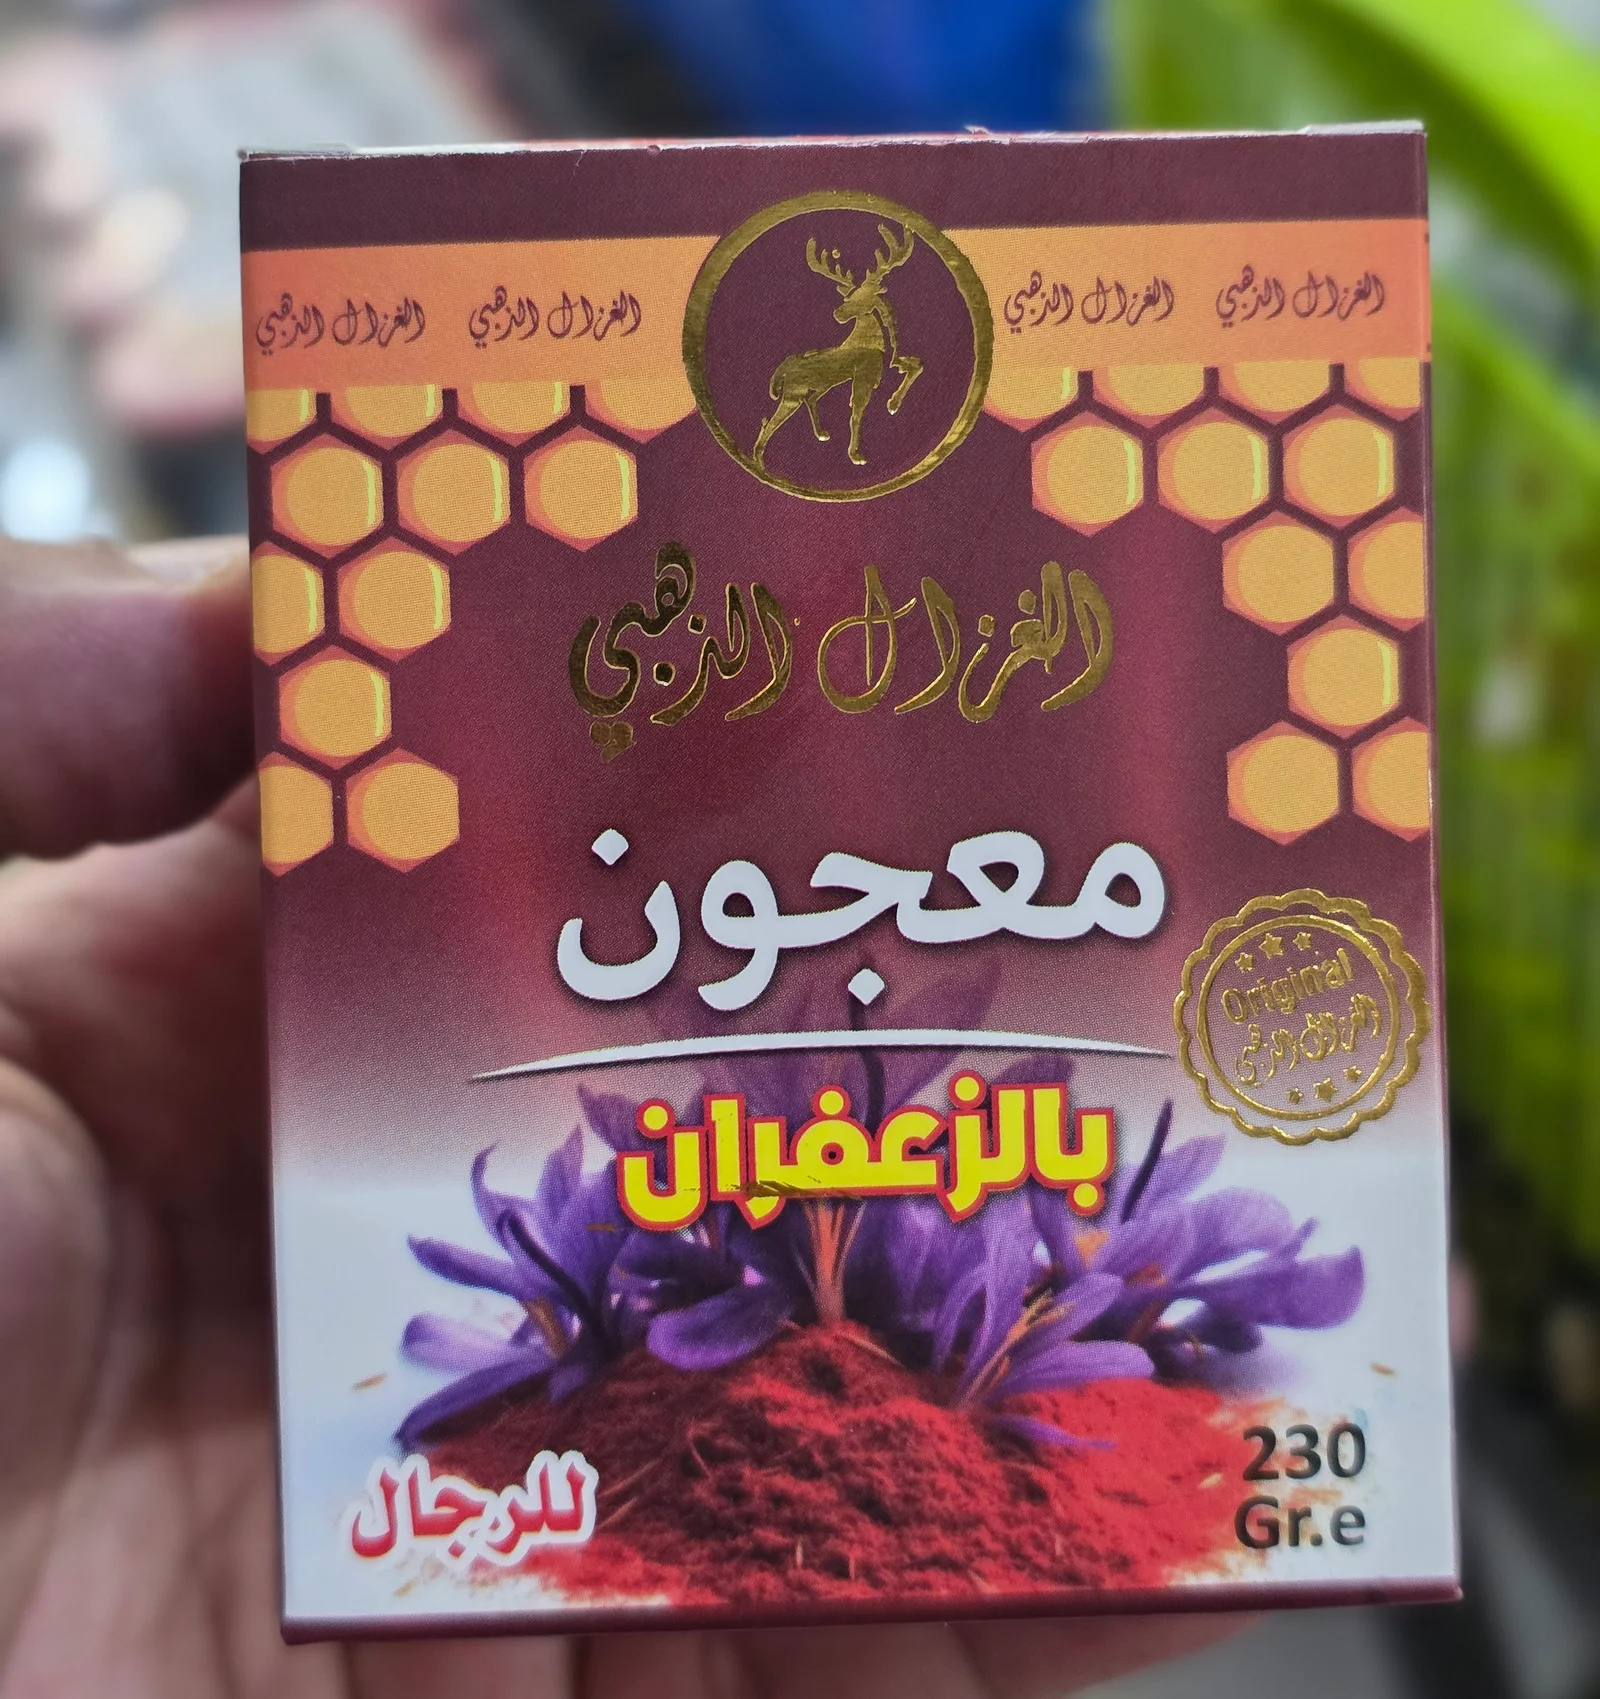 الغزال الذهبي الغزال الذهبي الغزال الذهبي الغزال الذهبي
الغزال الذهبي
معجون
Original
الغزال الذهبي
بالزعفران
للرجال
230
Gr.e